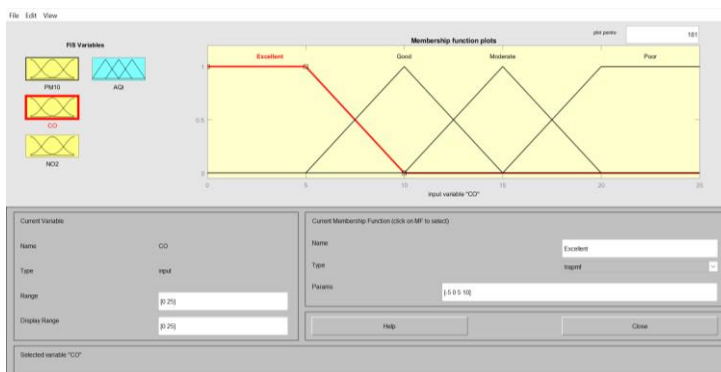 File Edit View
FIS Variables
PM10
AQI
CO
NO2
Membership function plots
plot points:
181
Excellent
Good
Moderate
Poor
1
0.5
0
0
5
10
15
20
25
input variable "CO"
Current Variable
Name
CO
Type
input
Range
[0 25]
Display Range
[0 25]
Current Membership Function (click on MF to select)
Name
Excellent
Type
trapmf
Params
[-5 0 5 10]
Help
Close
Selected variable "CO"